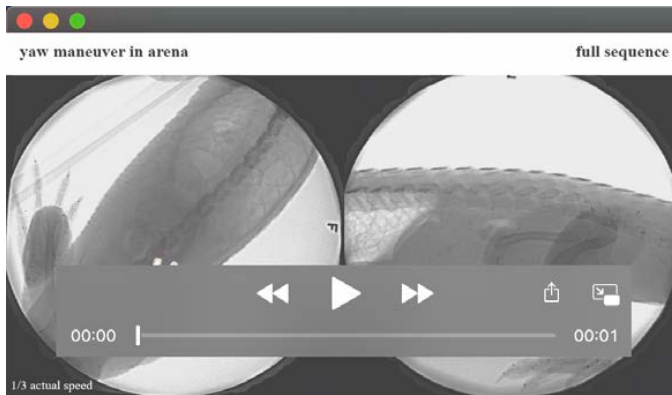 yaw maneuver in arena
full sequence
F
00:00
00:01
1/3 actual speed